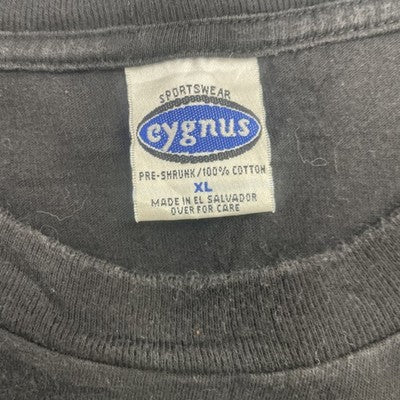 SPORTSWEAR
cygnus
PRE-SHRUNK/100% COTTON
XL
MADE IN EL SALVADOR
OVER FOR CARE